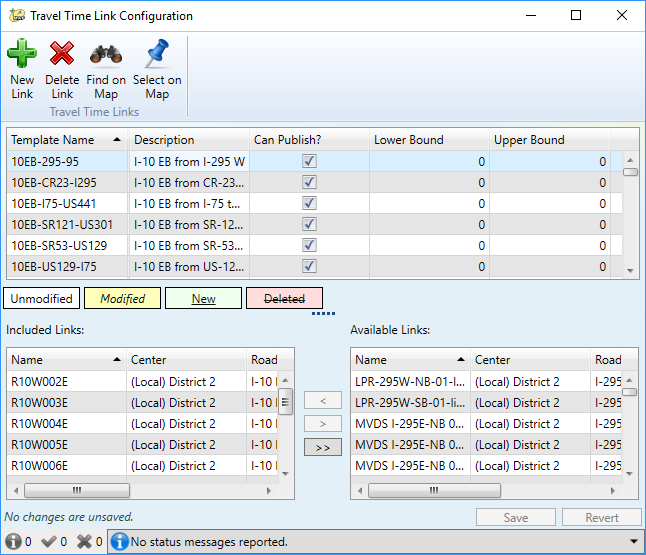 Travel Time Link Configuration
New Link
Delete Link
Find on Map
Select on Map
Travel Time Links
Template Name Description Can Publish? Lower Bound Upper Bound
10EB-295-95 I-10 EB from I-295 W 0 0
10EB-CR23-I295 I-10 EB from CR-23... 0 0
10EB-I75-US441 I-10 EB from I-75 t... 0 0
10EB-SR121-US301 I-10 EB from SR-12... 0 0
10EB-SR53-US129 I-10 EB from SR-53... 0 0
10EB-US129-I75 I-10 EB from US-12... 0 0
Unmodified Modified New Deleted
Included Links:
Name Center Road
R10W002E (Local) District 2 I-10
R10W003E (Local) District 2 I-10
R10W004E (Local) District 2 I-10
R10W005E (Local) District 2 I-10
R10W006E (Local) District 2 I-10
<
>
>>
Available Links:
Name Center Road
LPR-295W-NB-01-l... (Local) District 2 I-295
LPR-295W-SB-01-li... (Local) District 2 I-295
MVDS I-295E-NB 0... (Local) District 2 I-295
MVDS I-295E-NB 0... (Local) District 2 I-295
MVDS I-295E-NB 0... (Local) District 2 I-295
No changes are unsaved.
Save Revert
0 0 0 No status messages reported.